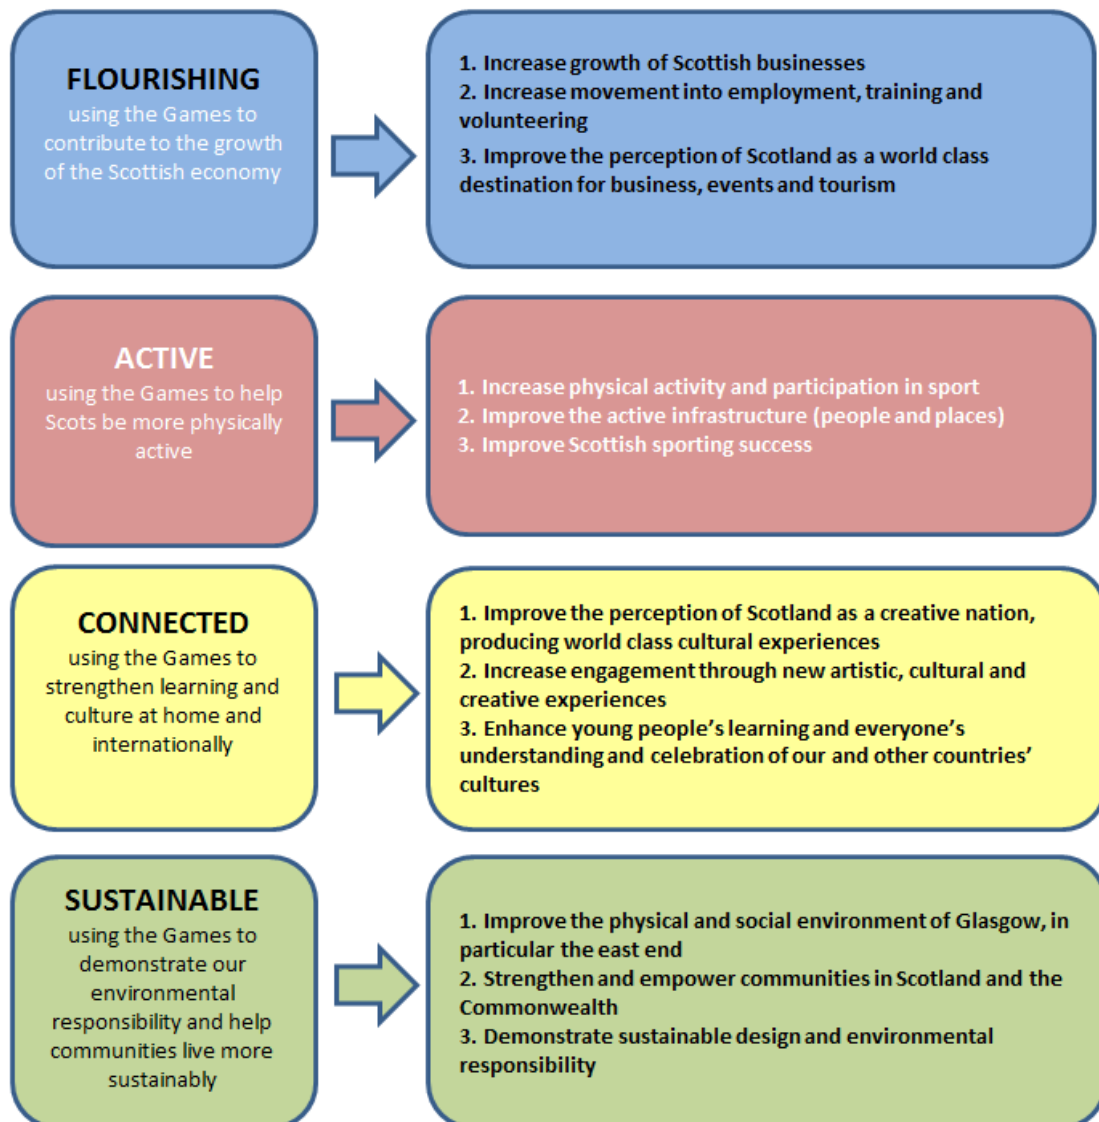 FLOURISHING
using the Games to
contribute to the growth
of the Scottish economy
1. Increase growth of Scottish businesses
2. Increase movement into employment, training and
volunteering
3. Improve the perception of Scotland as a world class
destination for business, events and tourism
ACTIVE
using the Games to help
Scots be more physically
active
1. Increase physical activity and participation in sport
2. Improve the active infrastructure (people and places)
3. Improve Scottish sporting success
CONNECTED
using the Games to
strengthen learning and
culture at home and
internationally
1. Improve the perception of Scotland as a creative nation,
producing world class cultural experiences
2. Increase engagement through new artistic, cultural and
creative experiences
3. Enhance young people’s learning and everyone’s
understanding and celebration of our and other countries’
cultures
SUSTAINABLE
using the Games to
demonstrate our
environmental
responsibility and help
communities live more
sustainably
1. Improve the physical and social environment of Glasgow, in
particular the east end
2. Strengthen and empower communities in Scotland and the
Commonwealth
3. Demonstrate sustainable design and environmental
responsibility